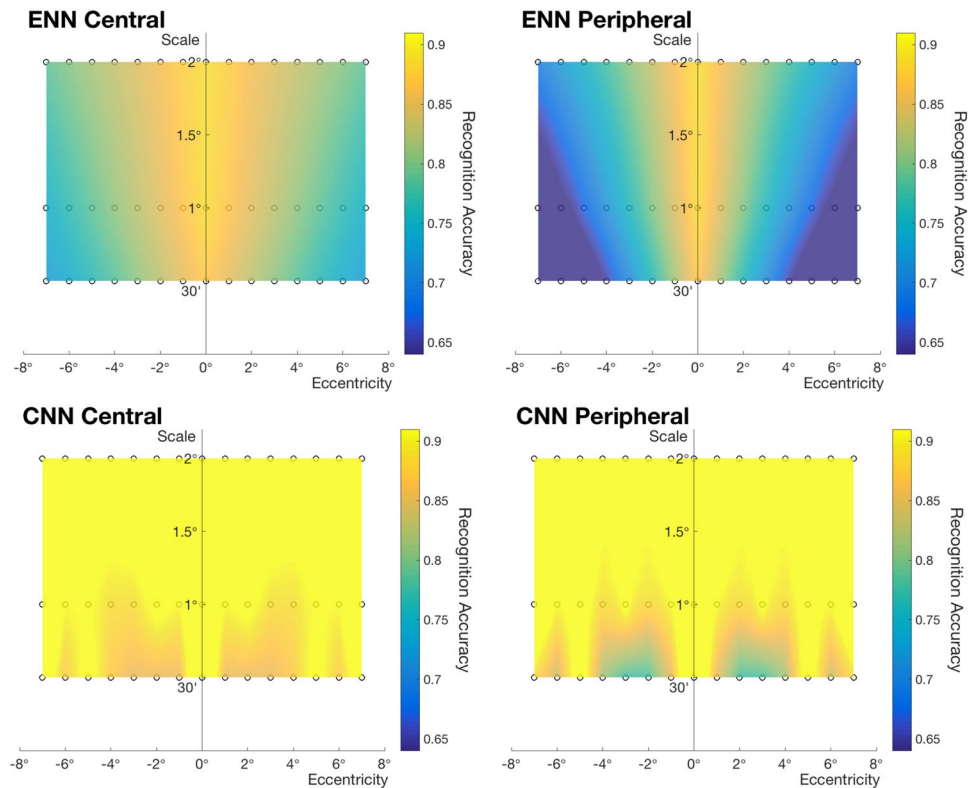 ENN Central
Scale
2°
1.5°
1°
30'
-8° -6° -4° -2° 0° 2° 4° 6° 8°
Eccentricity
0.9
0.85
0.8
0.75
0.7
0.65
Recognition Accuracy
ENN Peripheral
Scale
2°
1.5°
1°
30'
-8° -6° -4° -2° 0° 2° 4° 6° 8°
Eccentricity
0.9
0.85
0.8
0.75
0.7
0.65
Recognition Accuracy
CNN Central
Scale
2°
1.5°
1°
30'
-8° -6° -4° -2° 0° 2° 4° 6° 8°
Eccentricity
0.9
0.85
0.8
0.75
0.7
0.65
Recognition Accuracy
CNN Peripheral
Scale
2°
1.5°
1°
30'
-8° -6° -4° -2° 0° 2° 4° 6° 8°
Eccentricity
0.9
0.85
0.8
0.75
0.7
0.65
Recognition Accuracy